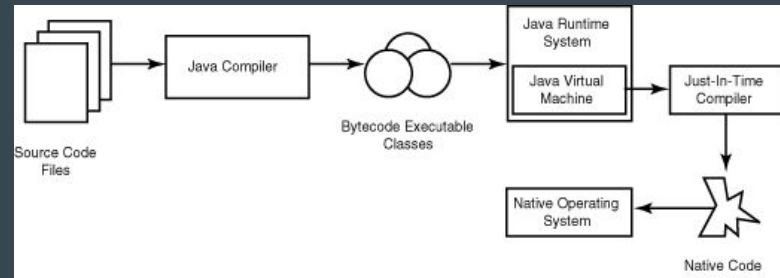 Source Code
Files
Java Compiler
Bytecode Executable
Classes
Java Runtime
System
Java Virtual
Machine
Just-In-Time
Compiler
Native Code
Native Operating
System